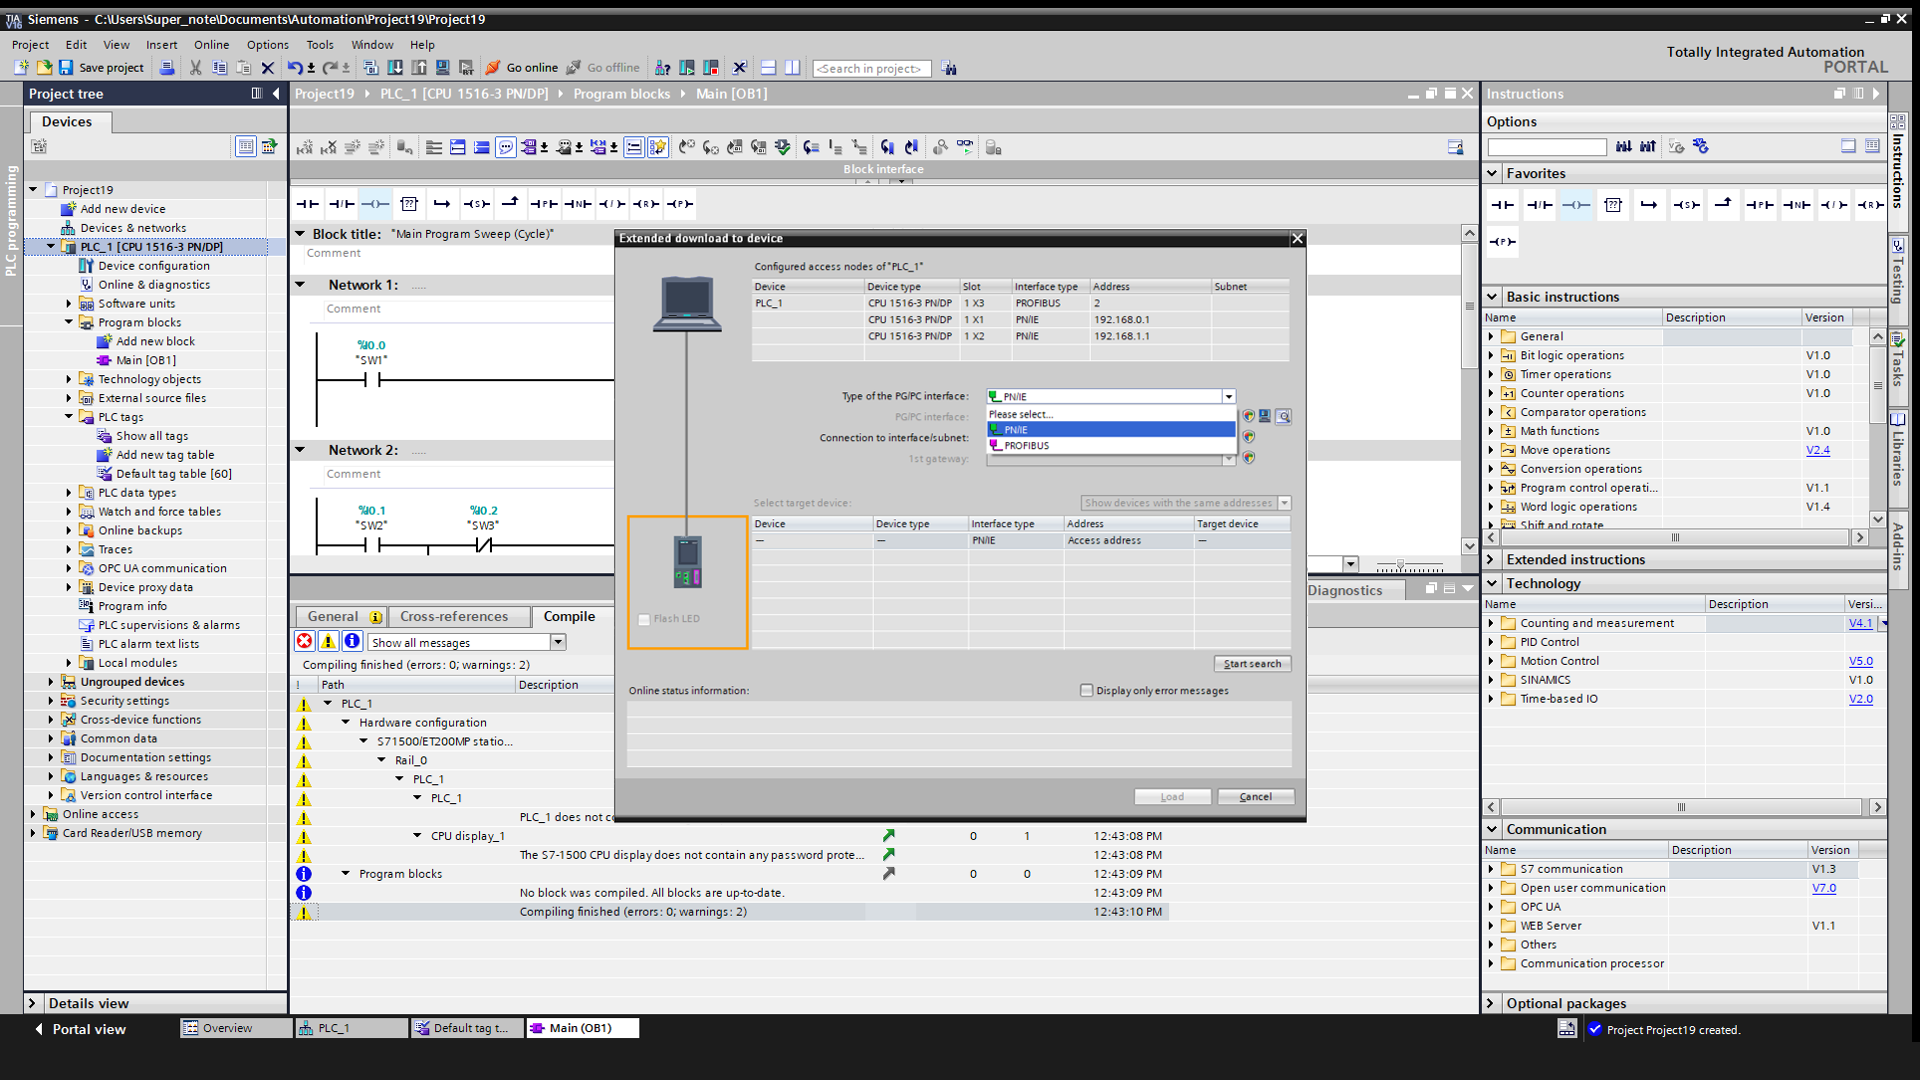 Siemens - C:\Users\Super_note\Documents\Automation\Project19\Project19
Project Edit View Insert Online Options Tools Window Help
Totally Integrated Automation
PORTAL
Save project
Go online
Go offline
<Search in project>
Project tree
Project19 PLC_1 [CPU 1516-3 PN/DP] Program blocks Main [OB1]
Instructions
Devices
Options
Block interface
PLC programming
Project19
Add new device
Devices & networks
PLC_1 [CPU 1516-3 PN/DP]
Device configuration
Online & diagnostics
Software units
Program blocks
Add new block
Main [OB1]
Technology objects
External source files
PLC tags
Show all tags
Add new tag table
Default tag table [60]
PLC data types
Watch and force tables
Online backups
Traces
OPC UA communication
Device proxy data
Program info
PLC supervisions & alarms
PLC alarm text lists
Local modules
Ungrouped devices
Security settings
Cross-device functions
Common data
Documentation settings
Languages & resources
Version control interface
Online access
Card Reader/USB memory
Details view
Block title: "Main Program Sweep (Cycle)"
Comment
Network 1: .....
Comment
%I0.0
"SW1"
Network 2: .....
Comment
%I0.1 %I0.2
"SW2" "SW3"
General Cross-references Compile
Diagnostics
Show all messages
Compiling finished (errors: 0; warnings: 2)
! Path Description
PLC_1
Hardware configuration
S71500/ET200MP statio...
Rail_0
PLC_1
PLC_1
PLC_1 does not co
CPU display_1 0 1 12:43:08 PM
The S7-1500 CPU display does not contain any password prote... 12:43:08 PM
Program blocks 0 0 12:43:09 PM
No block was compiled. All blocks are up-to-date. 12:43:09 PM
Compiling finished (errors: 0; warnings: 2) 12:43:10 PM
Extended download to device
Configured access nodes of "PLC_1"
Device Device type Slot Interface type Address Subnet
PLC_1 CPU 1516-3 PN/DP 1 X3 PROFIBUS 2
CPU 1516-3 PN/DP 1 X1 PN/IE 192.168.0.1
CPU 1516-3 PN/DP 1 X2 PN/IE 192.168.1.1
Type of the PG/PC interface: PN/IE
Please select...
PG/PC interface:
PN/IE
Connection to interface/subnet:
PROFIBUS
1st gateway:
Select target device: Show devices with the same addresses
Device Device type Interface type Address Target device
— — PN/IE Access address —
Flash LED
Start search
Online status information: Display only error messages
Load Cancel
Favorites
Basic instructions
Name Description Version
General
Bit logic operations V1.0
Timer operations V1.0
Counter operations V1.0
Comparator operations
Math functions V1.0
Move operations V2.4
Conversion operations
Program control operati... V1.1
Word logic operations V1.4
Shift and rotate
Extended instructions
Technology
Name Description Versi...
Counting and measurement V4.1
PID Control
Motion Control V5.0
SINAMICS V1.0
Time-based IO V2.0
Communication
Name Description Version
S7 communication V1.3
Open user communication V7.0
OPC UA
WEB Server V1.1
Others
Communication processor
Optional packages
Instructions
Testing
Tasks
Libraries
Add-ins
Portal view Overview PLC_1 Default tag t... Main (OB1)
Project Project19 created.